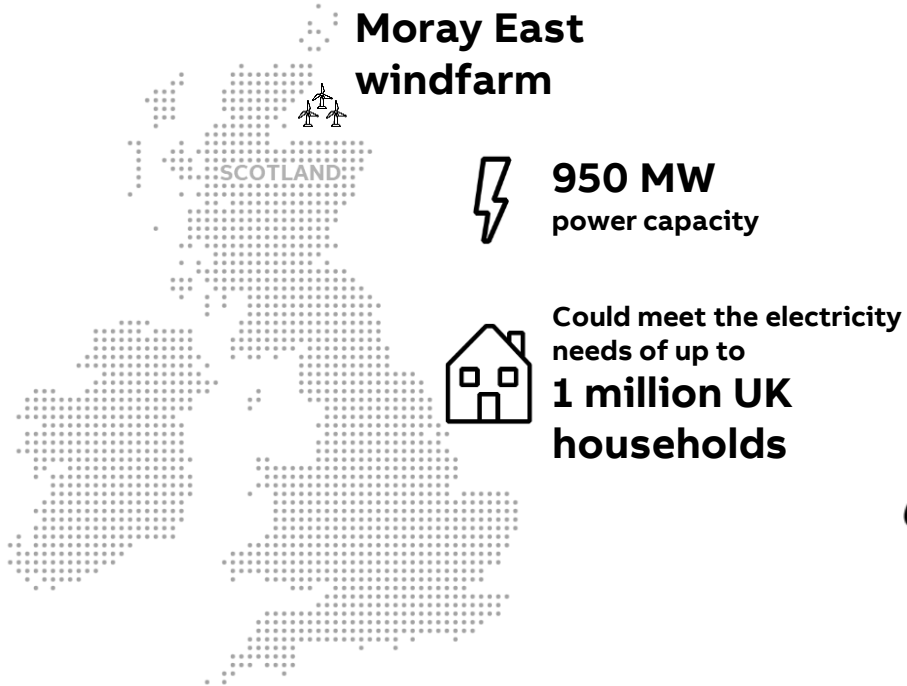 Moray East
windfarm
SCOTLAND
950 MW
power capacity
Could meet the electricity
needs of up to
1 million UK
households